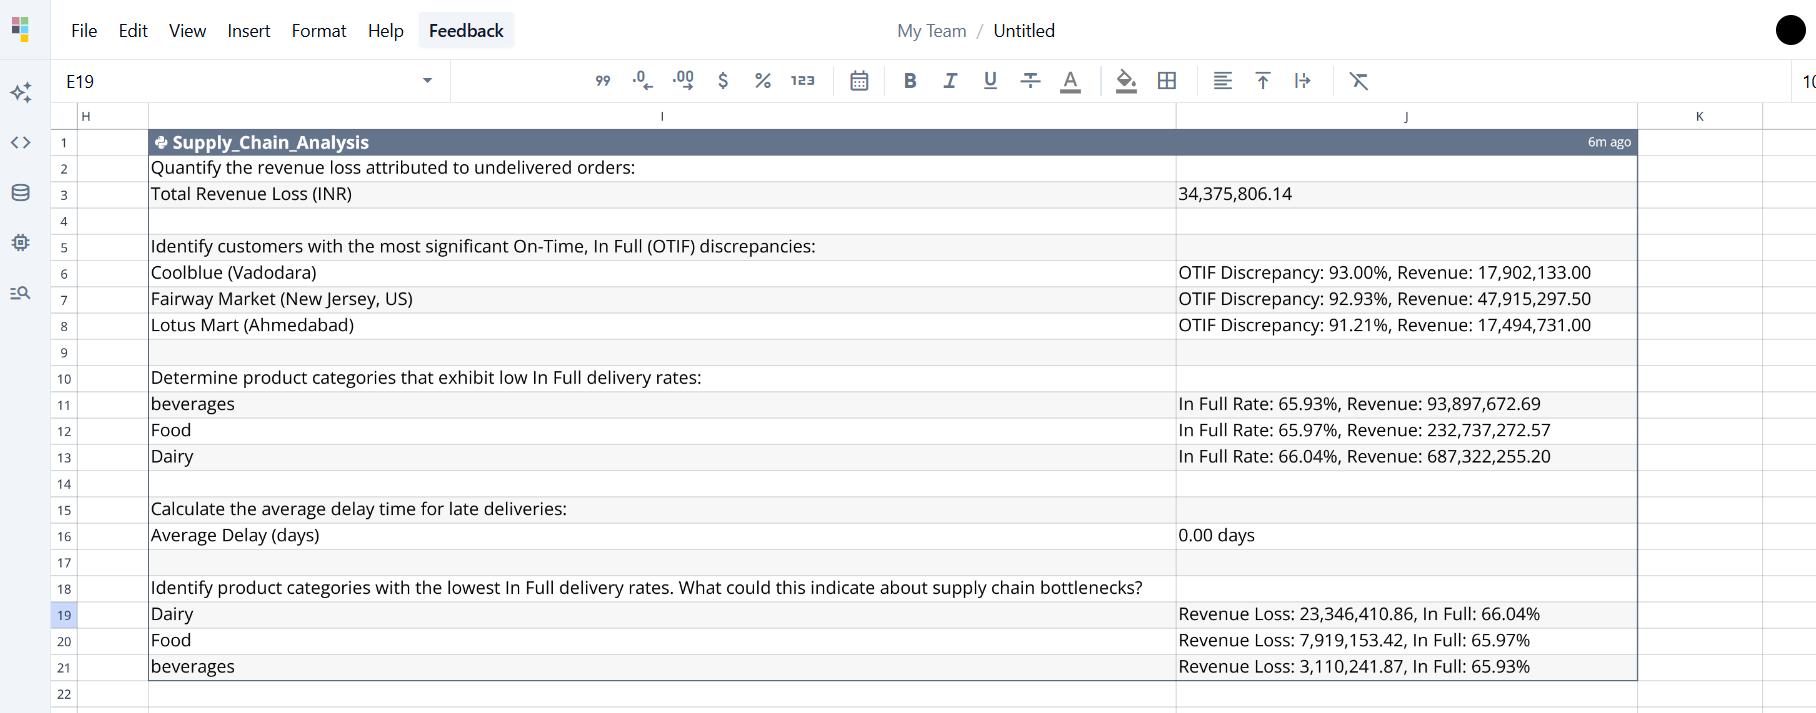 File Edit View Insert Format Help Feedback My Team / Untitled
E19 99 .0 .00 $ % 123 B I U T A 10
H I J K
1 Supply_Chain_Analysis 6m ago
2 Quantify the revenue loss attributed to undelivered orders:
3 Total Revenue Loss (INR) 34,375,806.14
4
5 Identify customers with the most significant On-Time, In Full (OTIF) discrepancies:
6 Coolblue (Vadodara) OTIF Discrepancy: 93.00%, Revenue: 17,902,133.00
7 Fairway Market (New Jersey, US) OTIF Discrepancy: 92.93%, Revenue: 47,915,297.50
8 Lotus Mart (Ahmedabad) OTIF Discrepancy: 91.21%, Revenue: 17,494,731.00
9
10 Determine product categories that exhibit low In Full delivery rates:
11 beverages In Full Rate: 65.93%, Revenue: 93,897,672.69
12 Food In Full Rate: 65.97%, Revenue: 232,737,272.57
13 Dairy In Full Rate: 66.04%, Revenue: 687,322,255.20
14
15 Calculate the average delay time for late deliveries:
16 Average Delay (days) 0.00 days
17
18 Identify product categories with the lowest In Full delivery rates. What could this indicate about supply chain bottlenecks?
19 Dairy Revenue Loss: 23,346,410.86, In Full: 66.04%
20 Food Revenue Loss: 7,919,153.42, In Full: 65.97%
21 beverages Revenue Loss: 3,110,241.87, In Full: 65.93%
22